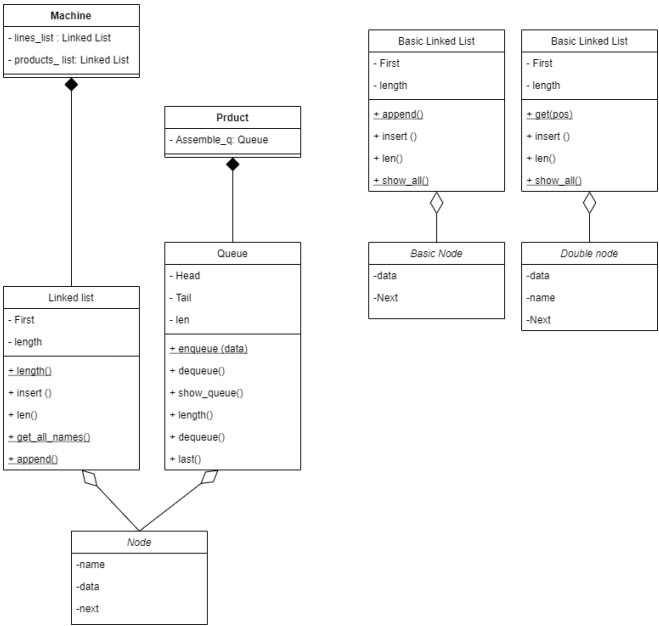 Machine
- lines_list : Linked List
- products_ list: Linked List
Prduct
- Assemble_q: Queue
Linked list
- First
- length
+ length()
+ insert ()
+ len()
+ get_all_names()
+ append()
Queue
- Head
- Tail
- len
+ enqueue (data)
+ dequeue()
+ show_queue()
+ length()
+ dequeue()
+ last()
Node
-name
-data
-next
Basic Linked List
- First
- length
+ append()
+ insert ()
+ len()
+ show_all()
Basic Node
-data
-Next
Basic Linked List
- First
- length
+ get(pos)
+ insert ()
+ len()
+ show_all()
Double node
-data
-name
-Next